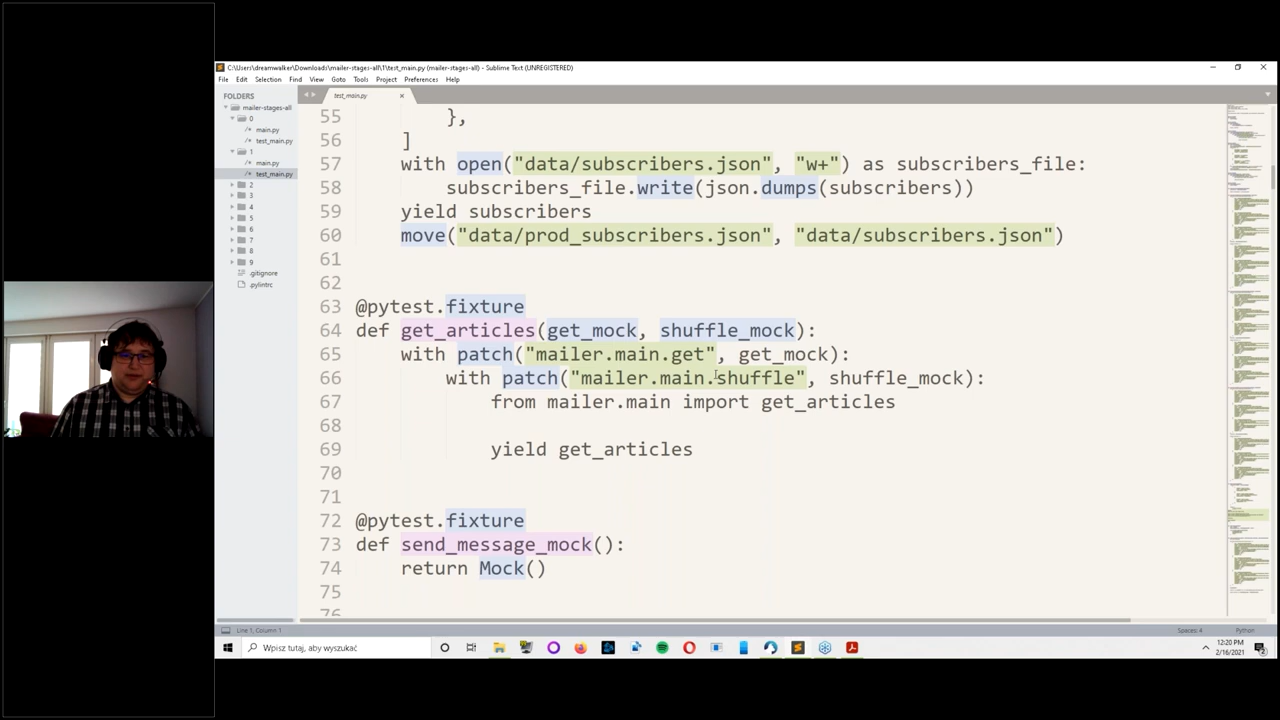 C:\Users\dreamwalker\Downloads\mailer-stages-all\1\test_main.py (mailer-stages-all) - Sublime Text (UNREGISTERED)
File Edit Selection Find View Goto Tools Project Preferences Help
FOLDERS
mailer-stages-all
0
main.py
test_main.py
1
main.py
test_main.py
2
3
4
5
6
7
8
9
.gitignore
.pylintrc
test_main.py
55 },
56 ]
57 with open("data/subscribers.json", "w+") as subscribers_file:
58 subscribers_file.write(json.dumps(subscribers))
59 yield subscribers
60 move("data/prod_subscribers.json", "data/subscribers.json")
61
62
63 @pytest.fixture
64 def get_articles(get_mock, shuffle_mock):
65 with patch("mailer.main.get", get_mock):
66 with patch("mailer.main.shuffle", shuffle_mock):
67 from mailer.main import get_articles
68
69 yield get_articles
70
71
72 @pytest.fixture
73 def send_message_mock():
74 return Mock()
75
76
Line 1, Column 1
Spaces: 4
Python
Wpisz tutaj, aby wyszukać
12:20 PM
2/16/2021